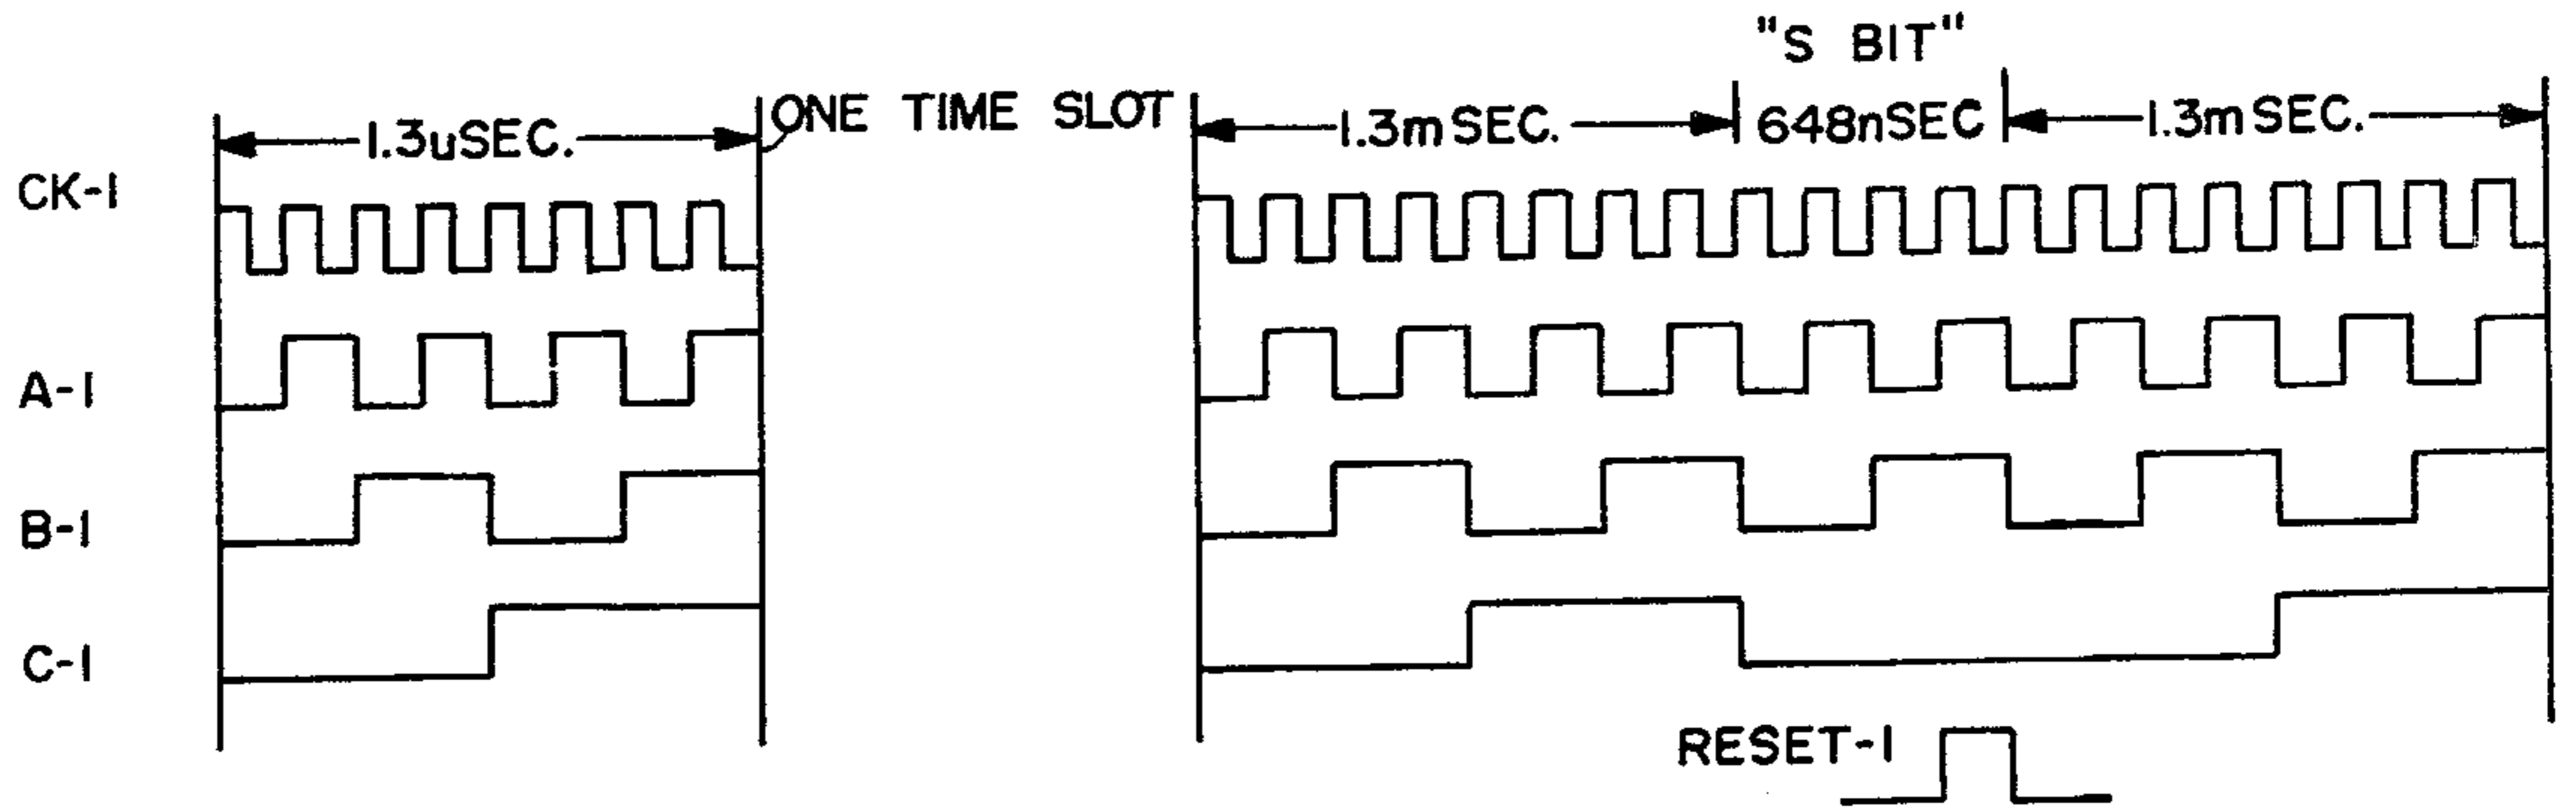 "S BIT"
1.3uSEC.
ONE TIME SLOT
1.3mSEC.
648nSEC
1.3mSEC.
CK-1
A-1
B-1
C-1
RESET-1